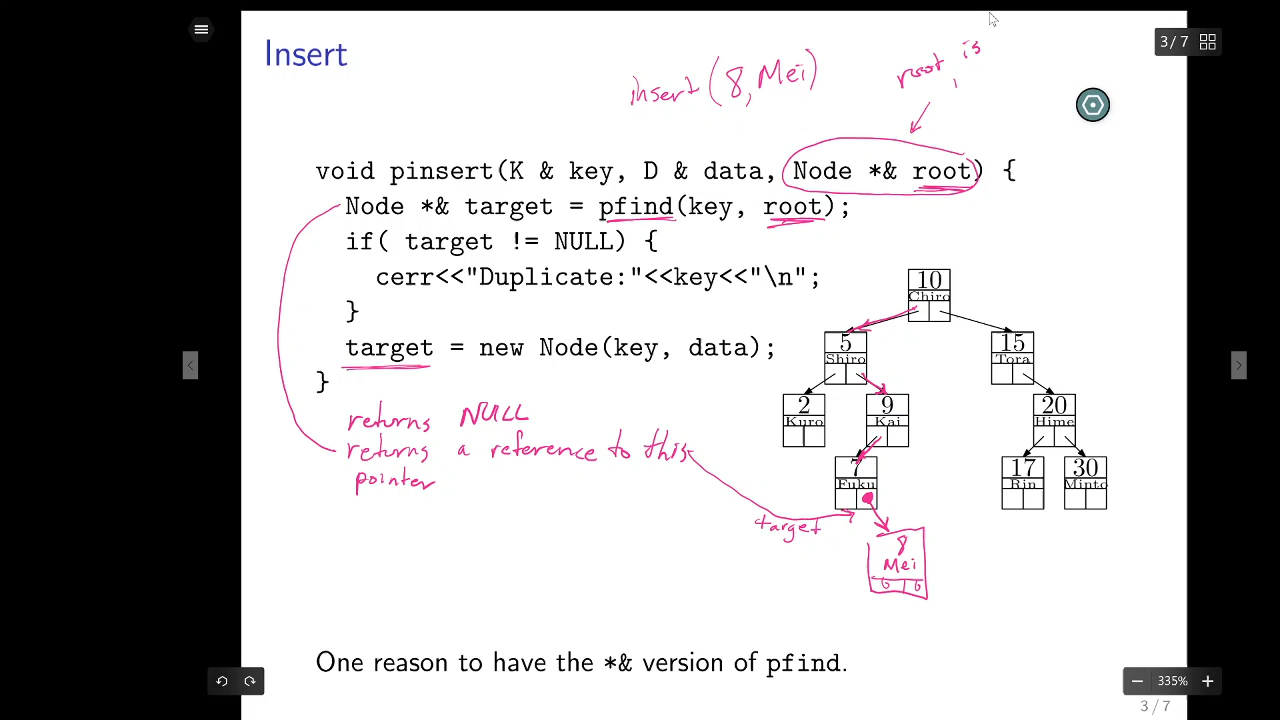 Insert
3 / 7
insert(8, Mei)
root, is
void pinsert(K & key, D & data, Node *& root) {
Node *& target = pfind(key, root);
if( target != NULL) {
cerr<<"Duplicate:"<<key<<"\n";
}
target = new Node(key, data);
}
10
Chiro
5
Shiro
15
Tora
2
Kuro
9
Kai
20
Hime
7
Fuku
17
Rin
30
Minto
returns NULL
returns a reference to this
pointer
target
8
Mei
0 0
One reason to have the *& version of pfind.
335%
3 / 7